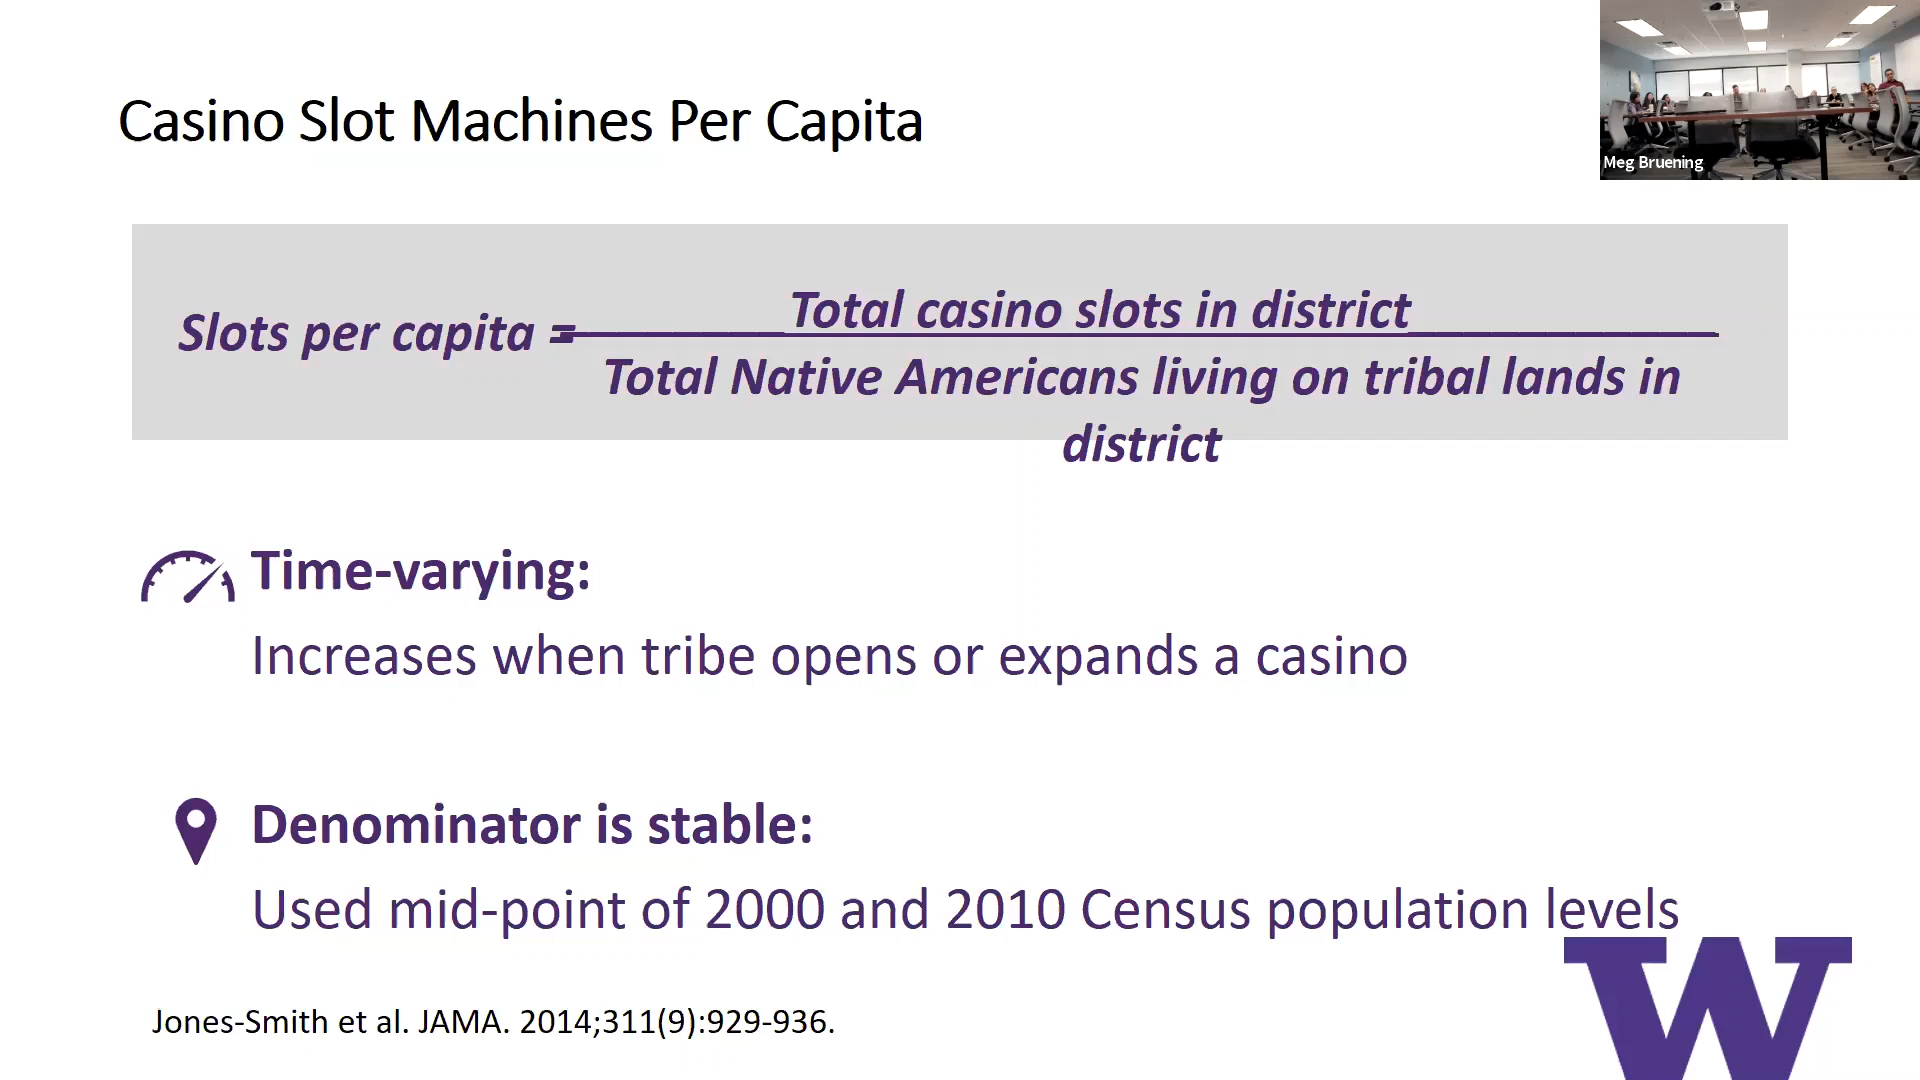 Casino Slot Machines Per Capita
Meg Bruening
Slots per capita =
Total casino slots in district
Total Native Americans living on tribal lands in
district
Time-varying:
Increases when tribe opens or expands a casino
Denominator is stable:
Used mid-point of 2000 and 2010 Census population levels
W
Jones-Smith et al. JAMA. 2014;311(9):929-936.